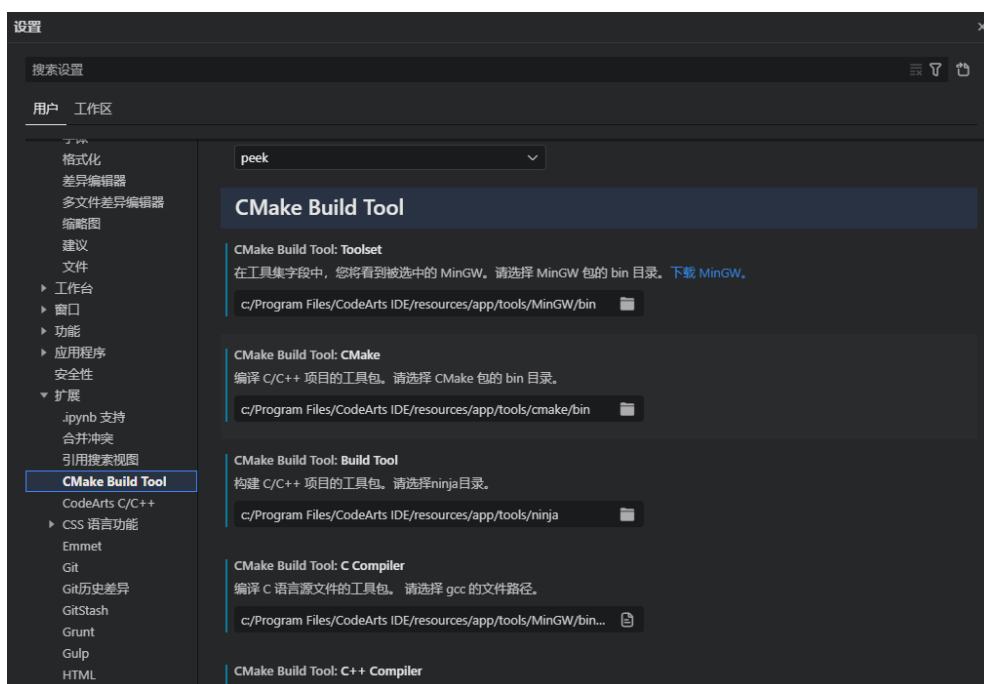 设置
搜索设置
用户 工作区
格式化
差异编辑器
多文件差异编辑器
缩略图
建议
文件
工作台
窗口
功能
应用程序
安全性
扩展
.ipynb 支持
合并冲突
引用搜索视图
CMake Build Tool
CodeArts C/C++
CSS 语言功能
Emmet
Git
Git历史差异
GitStash
Grunt
Gulp
HTML
peek
CMake Build Tool
CMake Build Tool: Toolset
在工具集字段中，您将看到被选中的 MinGW。请选择 MinGW 包的 bin 目录。下载 MinGW。
c:/Program Files/CodeArts IDE/resources/app/tools/MinGW/bin
CMake Build Tool: CMake
编译 C/C++ 项目的工具包。请选择 CMake 包的 bin 目录。
c:/Program Files/CodeArts IDE/resources/app/tools/cmake/bin
CMake Build Tool: Build Tool
构建 C/C++ 项目的工具包。请选择ninja目录。
c:/Program Files/CodeArts IDE/resources/app/tools/ninja
CMake Build Tool: C Compiler
编译 C 语言源文件的工具包。 请选择 gcc 的文件路径。
c:/Program Files/CodeArts IDE/resources/app/tools/MinGW/bin...
CMake Build Tool: C++ Compiler